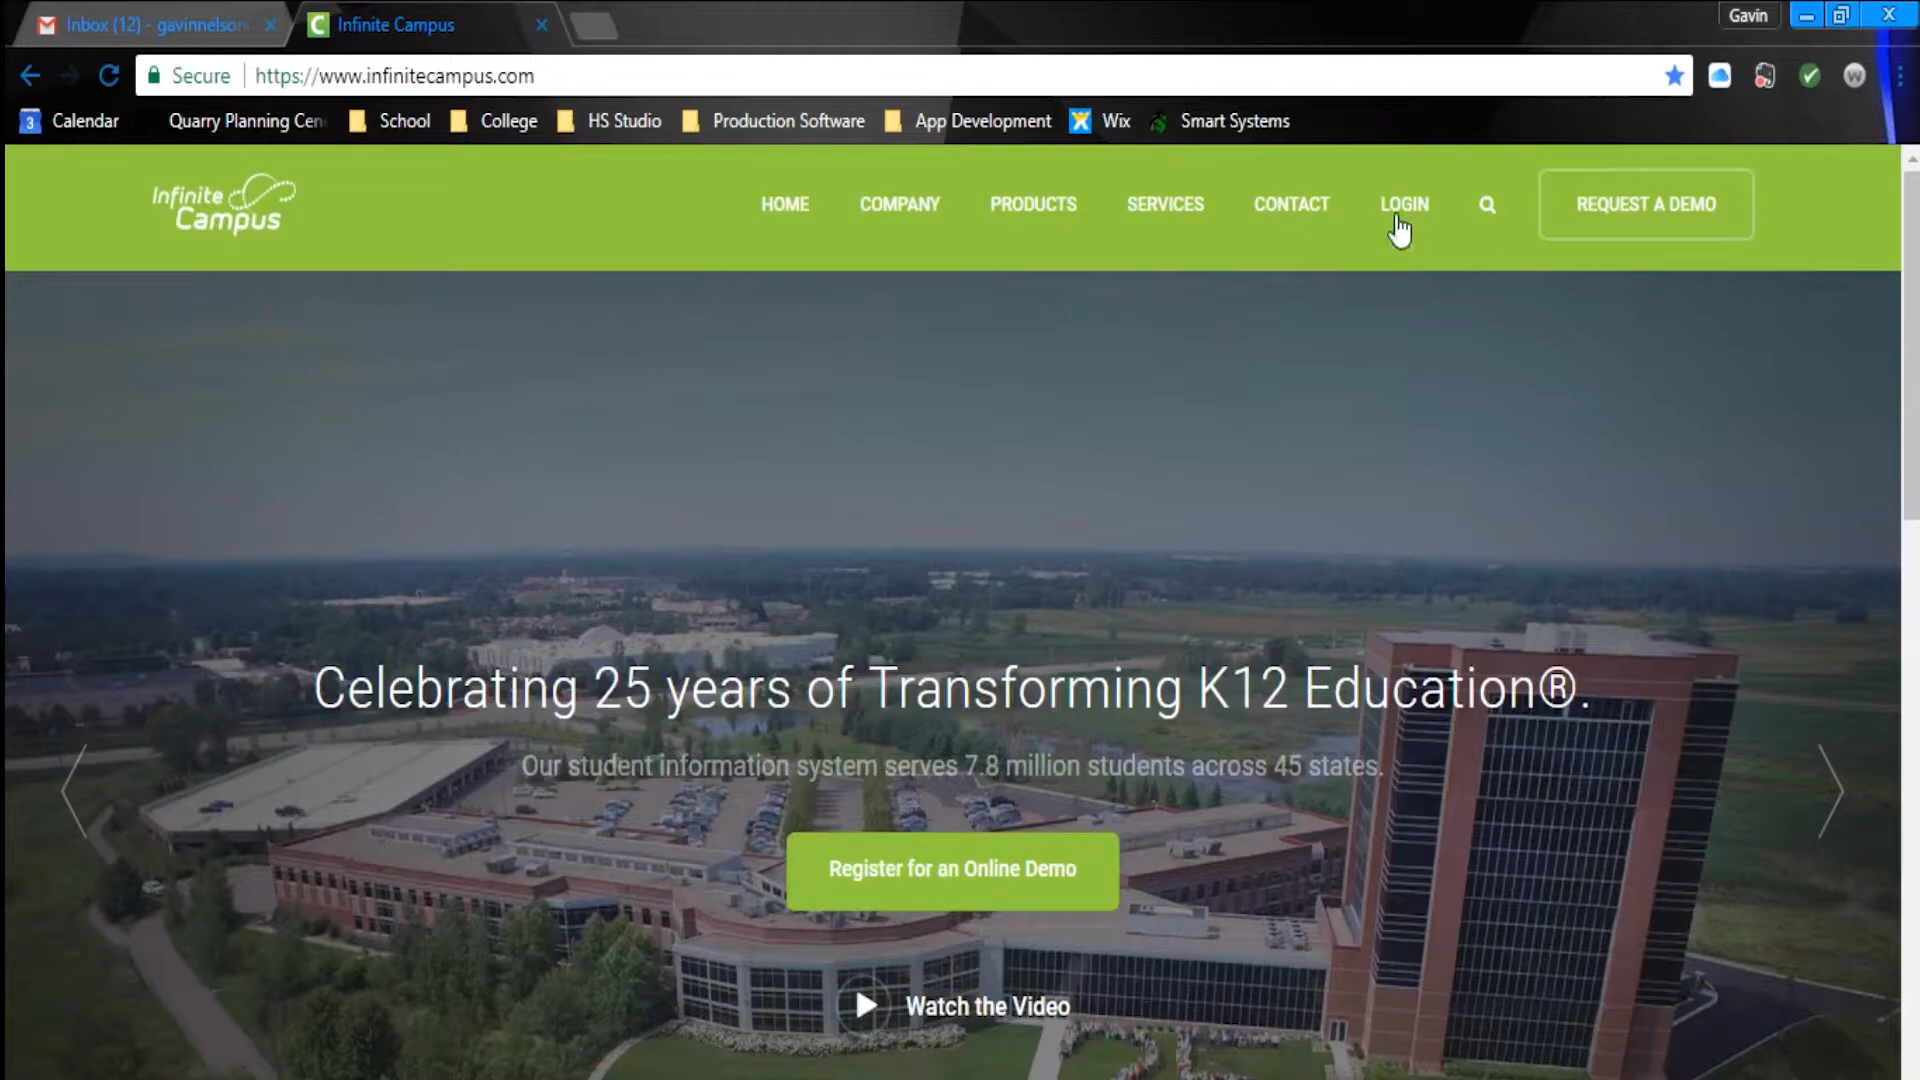 Inbox (12) - gavinnelson
Infinite Campus
Gavin
Secure
https://www.infinitecampus.com
3 Calendar
Quarry Planning Cen
School
College
HS Studio
Production Software
App Development
Wix
Smart Systems
Infinite
Campus
HOME
COMPANY
PRODUCTS
SERVICES
CONTACT
LOGIN
REQUEST A DEMO
Celebrating 25 years of Transforming K12 Education®.
Our student information system serves 7.8 million students across 45 states.
Register for an Online Demo
Watch the Video